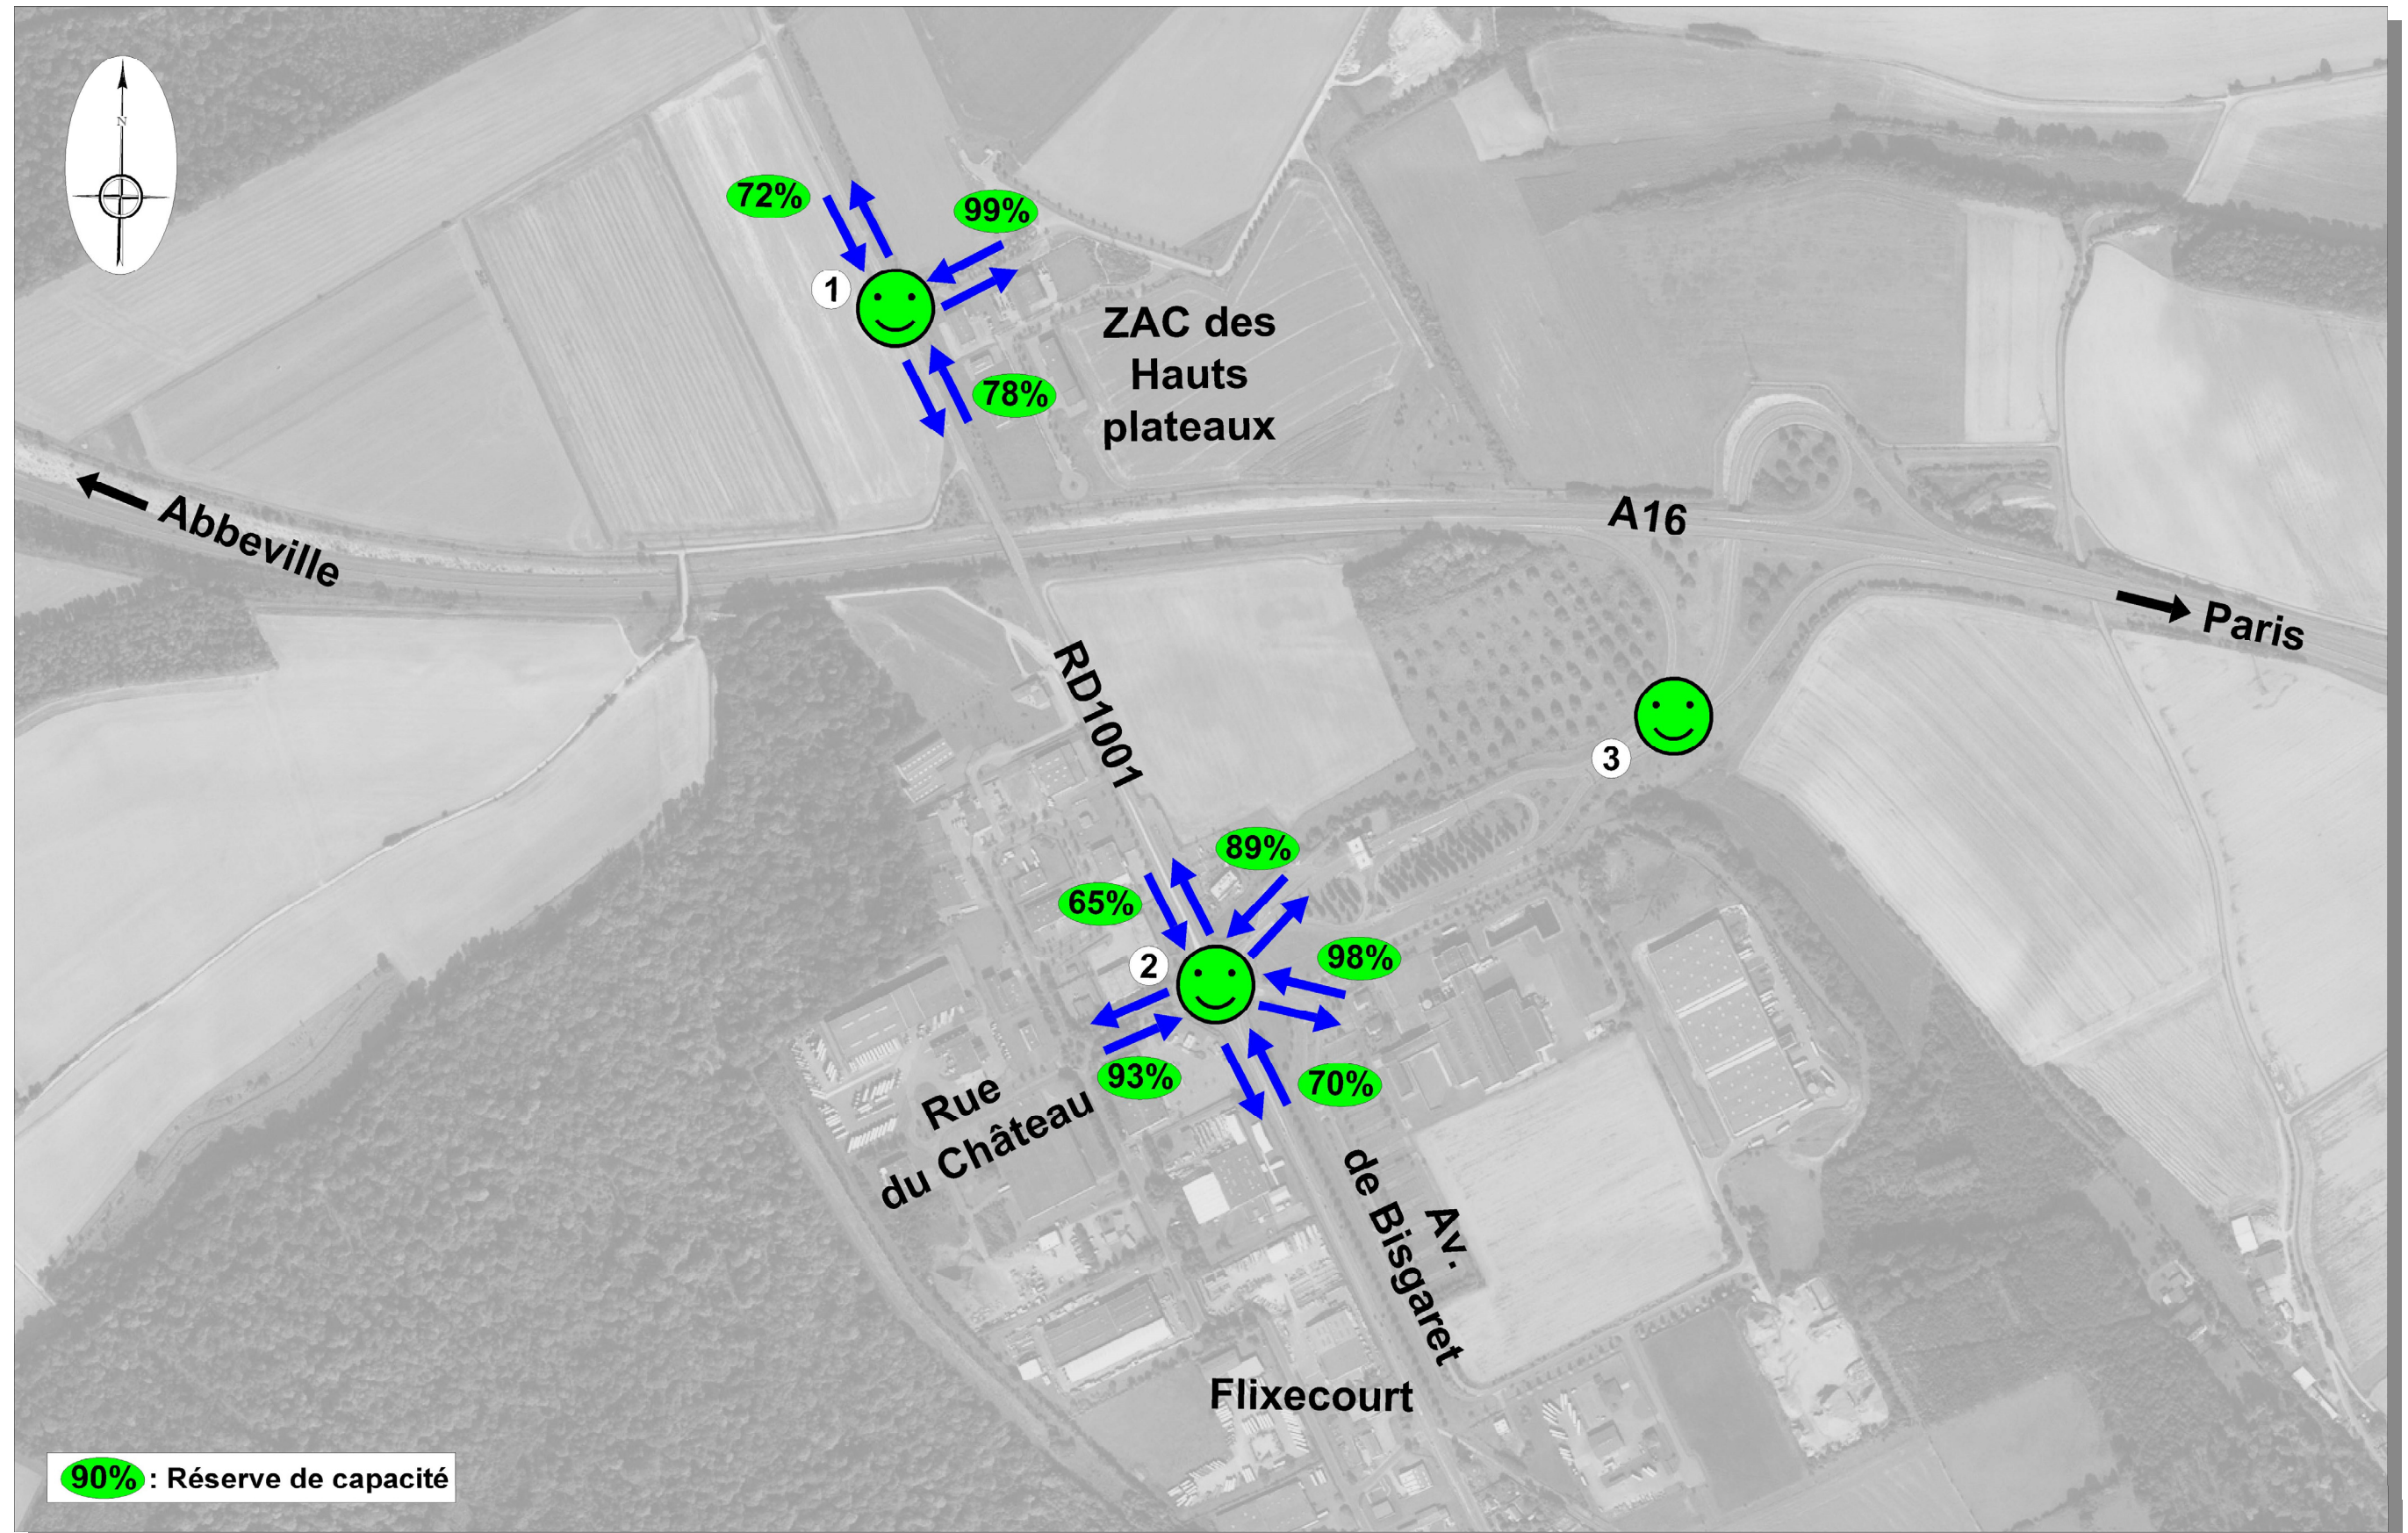 N
72%
99%
1
ZAC des
Hauts
plateaux
78%
Abbeville
A16
Paris
RD1001
3
89%
65%
98%
2
93%
70%
Rue
du Château
Av.
de Bisgaret
Flixecourt
90% : Réserve de capacité